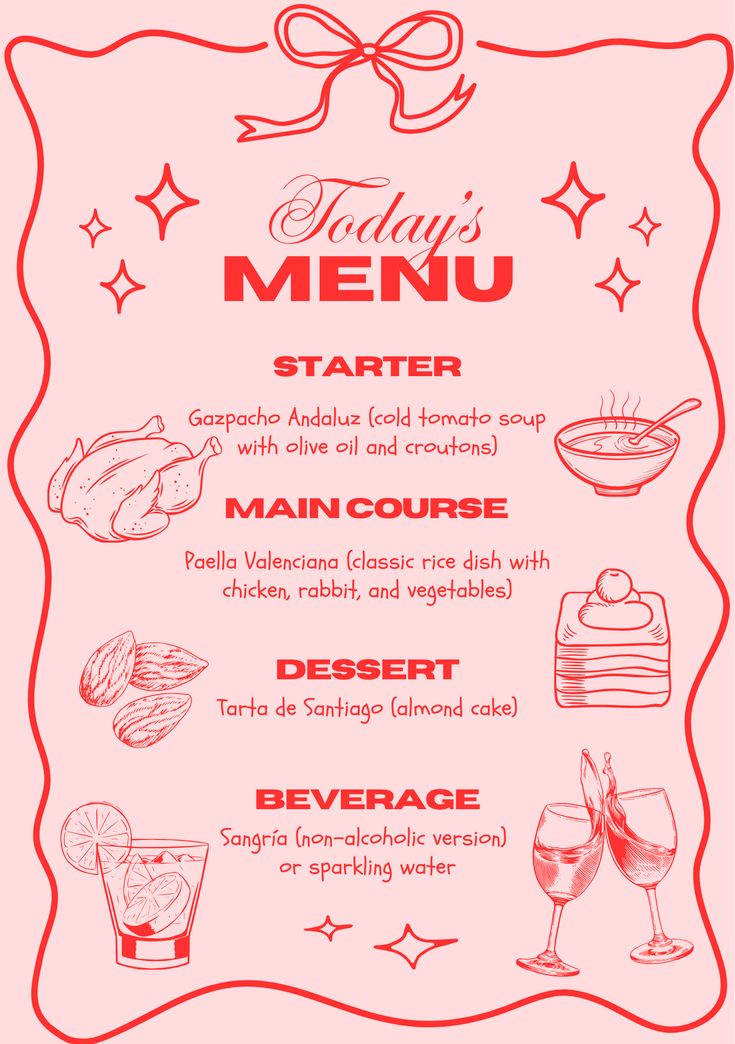 Today's
MENU
STARTER
Gazpacho Andaluz (cold tomato soup
with olive oil and croutons)
MAIN COURSE
Paella Valenciana (classic rice dish with
chicken, rabbit, and vegetables)
DESSERT
Tarta de Santiago (almond cake)
BEVERAGE
Sangría (non-alcoholic version)
or sparkling water